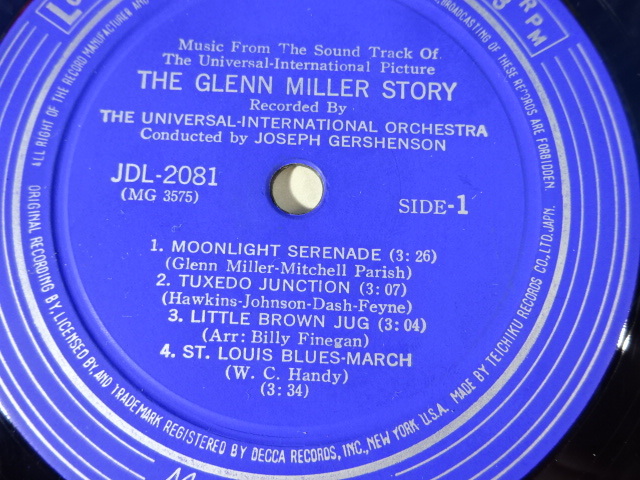 Music From The Sound Track Of
The Universal-International Picture
THE GLENN MILLER STORY
Recorded By
THE UNIVERSAL-INTERNATIONAL ORCHESTRA
Conducted by JOSEPH GERSHENSON
JDL-2081
(MG 3575)
SIDE-1
1. MOONLIGHT SERENADE (3: 26)
(Glenn Miller-Mitchell Parish)
2. TUXEDO JUNCTION (3: 07)
(Hawkins-Johnson-Dash-Feyne)
3. LITTLE BROWN JUG (3: 04)
(Arr: Billy Finegan)
4. ST. LOUIS BLUES-MARCH
(W. C. Handy)
(3: 34)
RPM
ALL RIGHT OF THE RECORD MANUFACTURER
BROADCASTING OF THESE RECORDS ARE FORBIDDEN.
ORIGINAL RECORDING BY, LICENSED BY, AND TRADEMARK REGISTERED BY DECCA RECORDS, INC., NEW YORK U.S.A. MADE BY TEICHIKU RECORDS CO., LTD. JAPN.